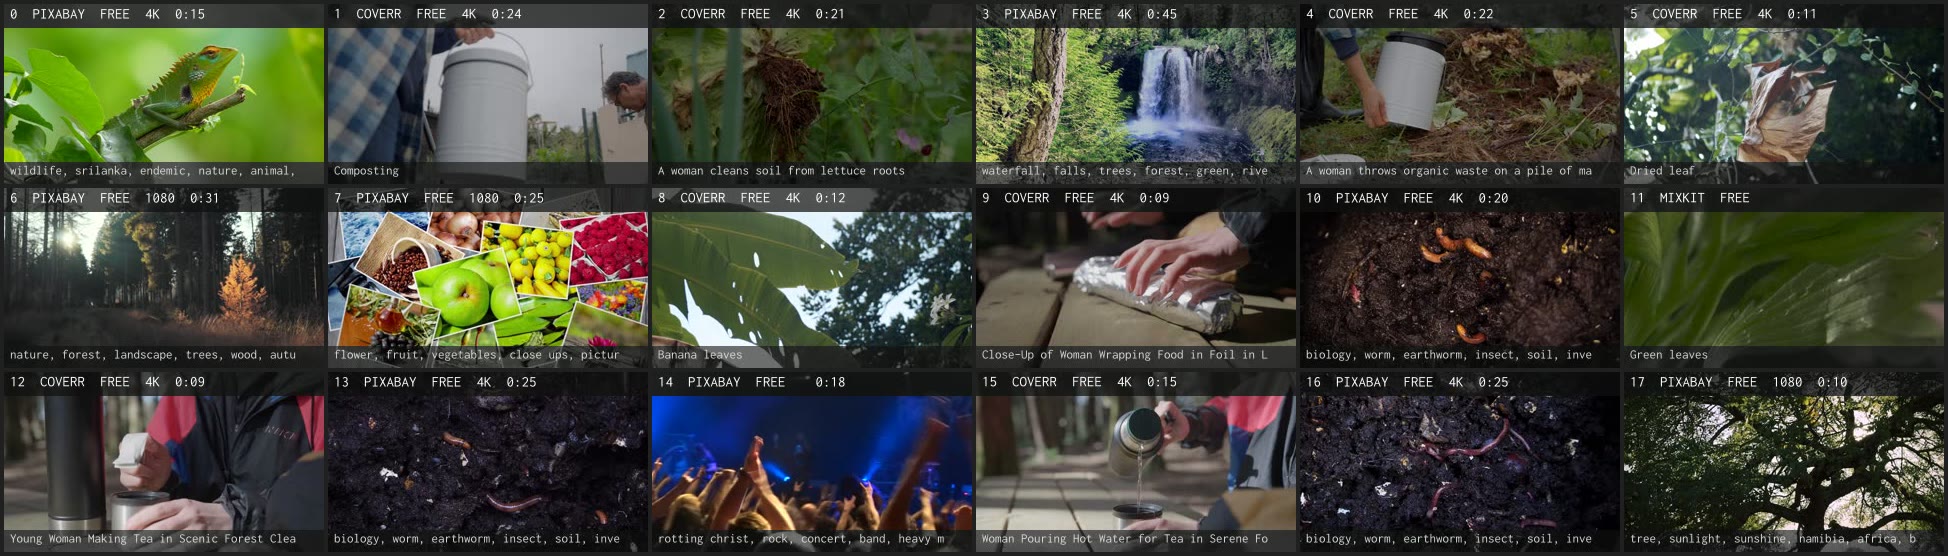 0 PIXABAY FREE 4K 0:15
wildlife, srilanka, endemic, nature, animal,
1 COVERR FREE 4K 0:24
Composting
2 COVERR FREE 4K 0:21
A woman cleans soil from lettuce roots
3 PIXABAY FREE 4K 0:45
waterfall, falls, trees, forest, green, rive
4 COVERR FREE 4K 0:22
A woman throws organic waste on a pile of ma
5 COVERR FREE 4K 0:11
Dried leaf
6 PIXABAY FREE 1080 0:31
nature, forest, landscape, trees, wood, autu
7 PIXABAY FREE 1080 0:25
flower, fruit, vegetables, close ups, pictur
8 COVERR FREE 4K 0:12
Banana leaves
9 COVERR FREE 4K 0:09
Close-Up of Woman Wrapping Food in Foil in L
10 PIXABAY FREE 4K 0:20
biology, worm, earthworm, insect, soil, inve
11 MIXKIT FREE
Green leaves
12 COVERR FREE 4K 0:09
Young Woman Making Tea in Scenic Forest Clea
13 PIXABAY FREE 4K 0:25
biology, worm, earthworm, insect, soil, inve
14 PIXABAY FREE 0:18
rotting christ, rock, concert, band, heavy m
15 COVERR FREE 4K 0:15
Woman Pouring Hot Water for Tea in Serene Fo
16 PIXABAY FREE 4K 0:25
biology, worm, earthworm, insect, soil, inve
17 PIXABAY FREE 1080 0:10
tree, sunlight, sunshine, namibia, africa, b